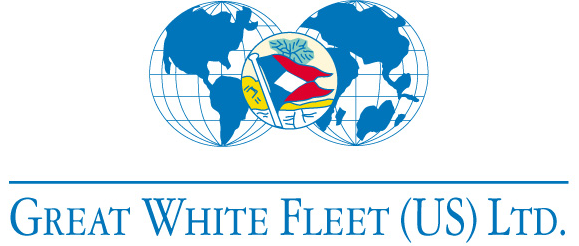 GREAT WHITE FLEET (US) LTD.